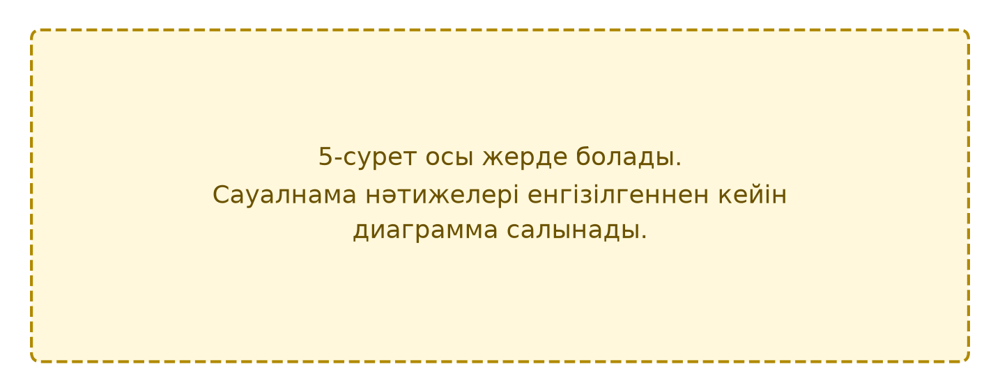 5-сурет осы жерде болады.
Сауалнама нәтижелері енгізілгеннен кейін
диаграмма салынады.